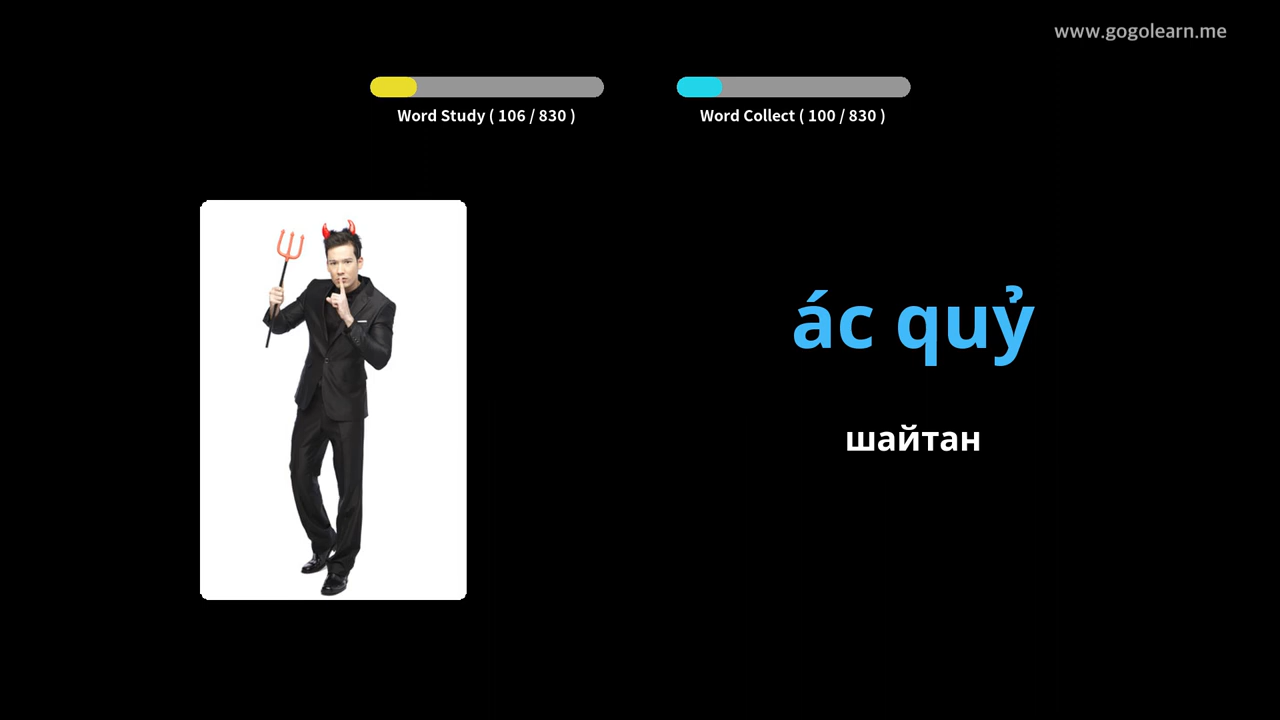 www.gogolearn.me
Word Study ( 106 / 830 )
Word Collect ( 100 / 830 )
ác quỷ
шайтан